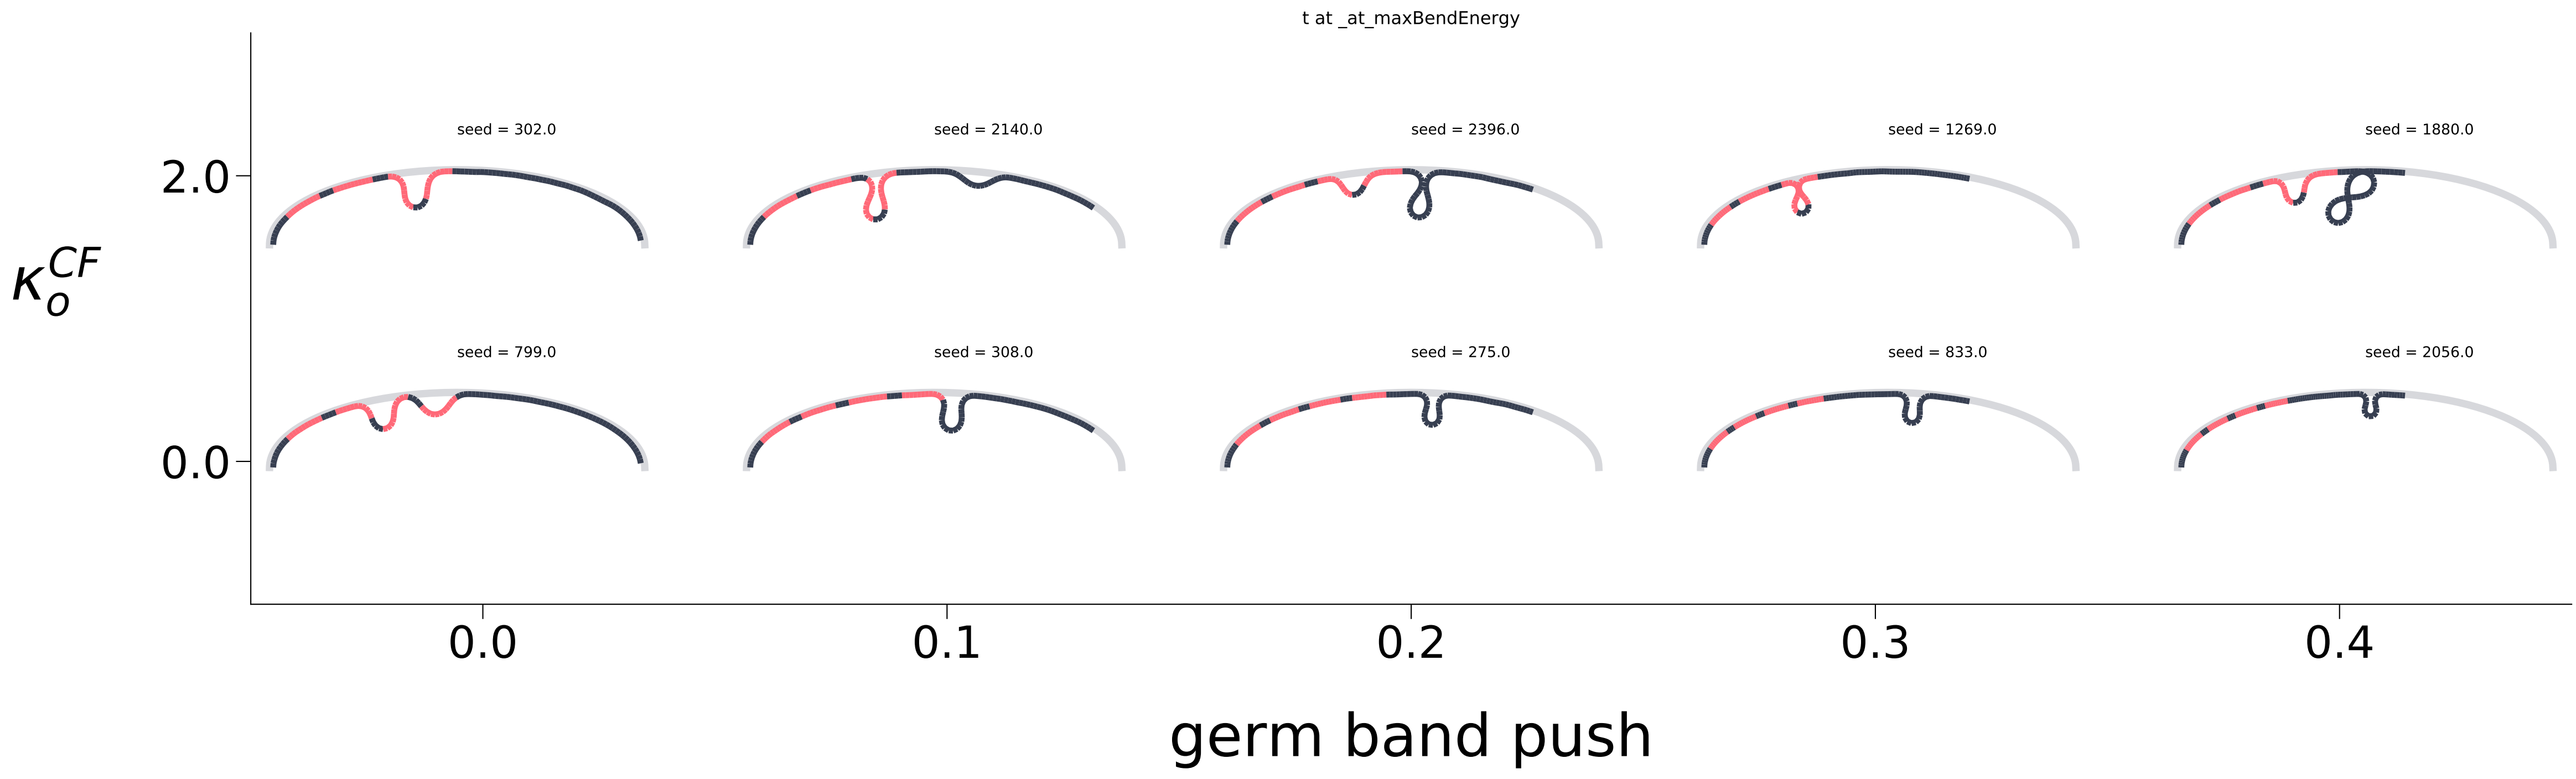 t at _at_maxBendEnergy
seed = 302.0
seed = 2140.0
seed = 2396.0
seed = 1269.0
seed = 1880.0
2.0
κ_o^{CF}
seed = 799.0
seed = 308.0
seed = 275.0
seed = 833.0
seed = 2056.0
0.0
0.0
0.1
0.2
0.3
0.4
germ band push